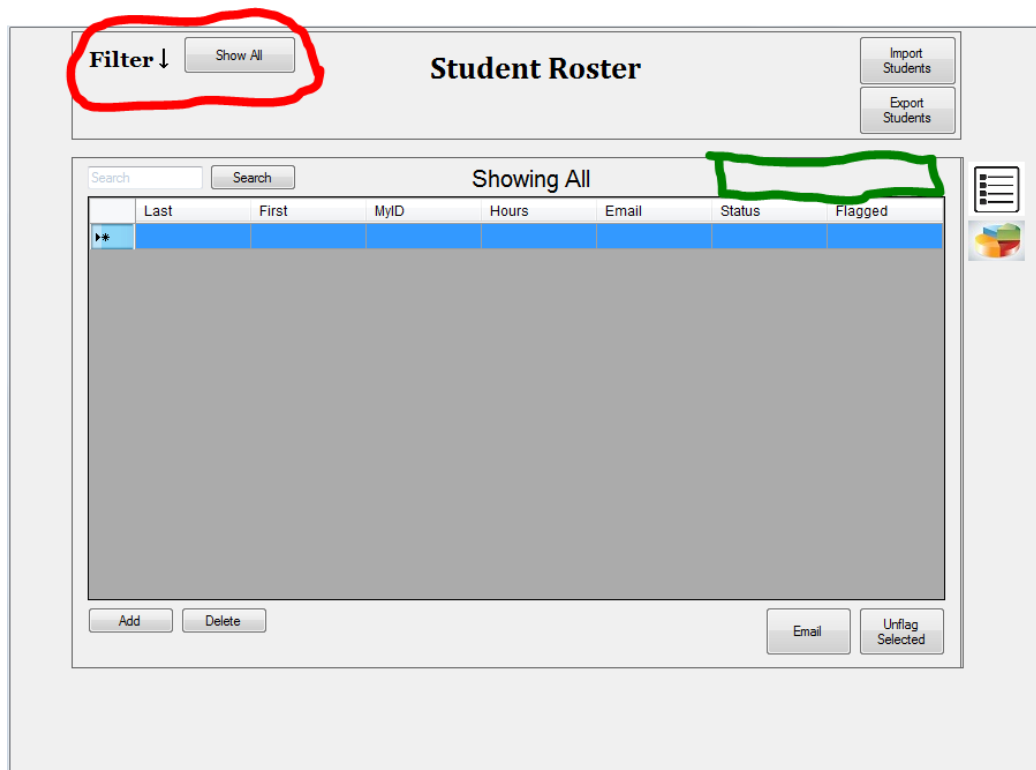 Filter↓ Show All
Student Roster
Import
Students
Export
Students
Search Search Showing All
Last First MyID Hours Email Status Flagged
Add Delete Email Unflag
Selected